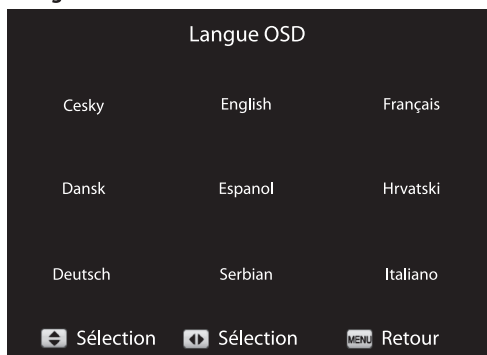 Langue OSD
Cesky English Français
Dansk Espanol Hrvatski
Deutsch Serbian Italiano
Sélection Sélection MENU Retour